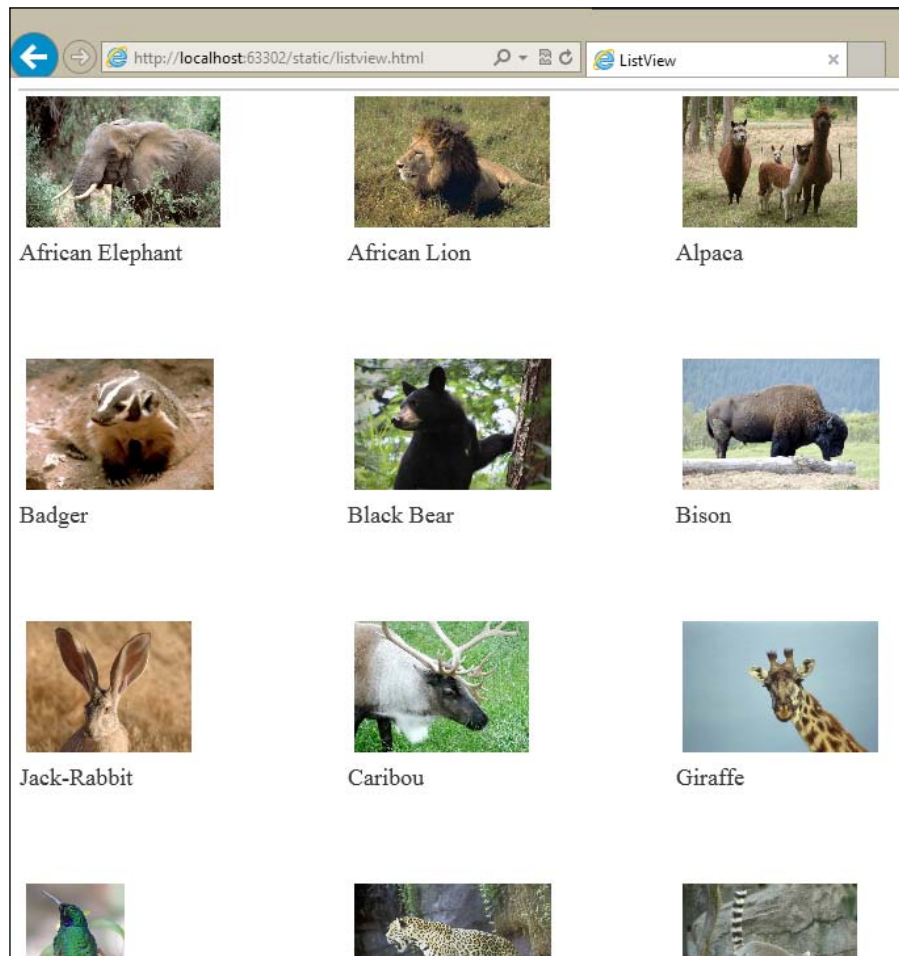 http://localhost:63302/static/listview.html
ListView
African Elephant
African Lion
Alpaca
Badger
Black Bear
Bison
Jack-Rabbit
Caribou
Giraffe